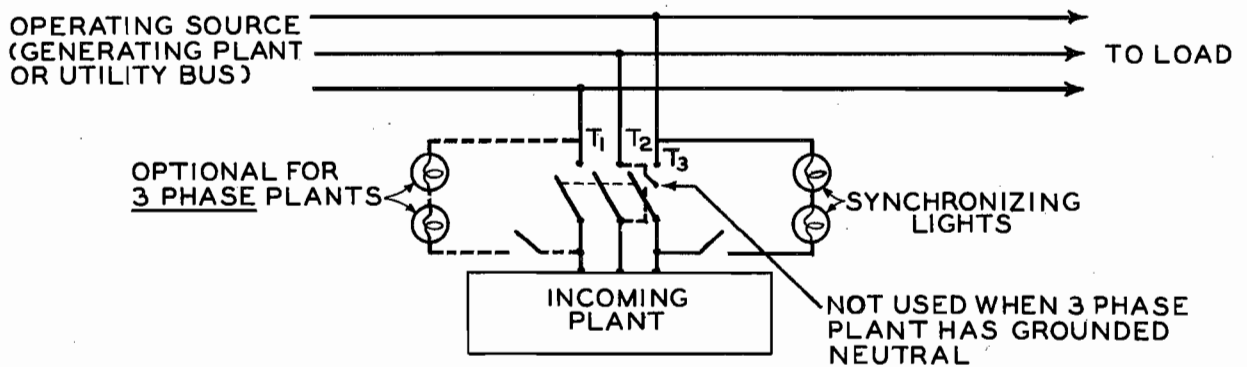 OPERATING SOURCE
(GENERATING PLANT
OR UTILITY BUS)
TO LOAD
T1
T2
T3
OPTIONAL FOR
3 PHASE PLANTS
SYNCHRONIZING
LIGHTS
INCOMING
PLANT
NOT USED WHEN 3 PHASE
PLANT HAS GROUNDED
NEUTRAL